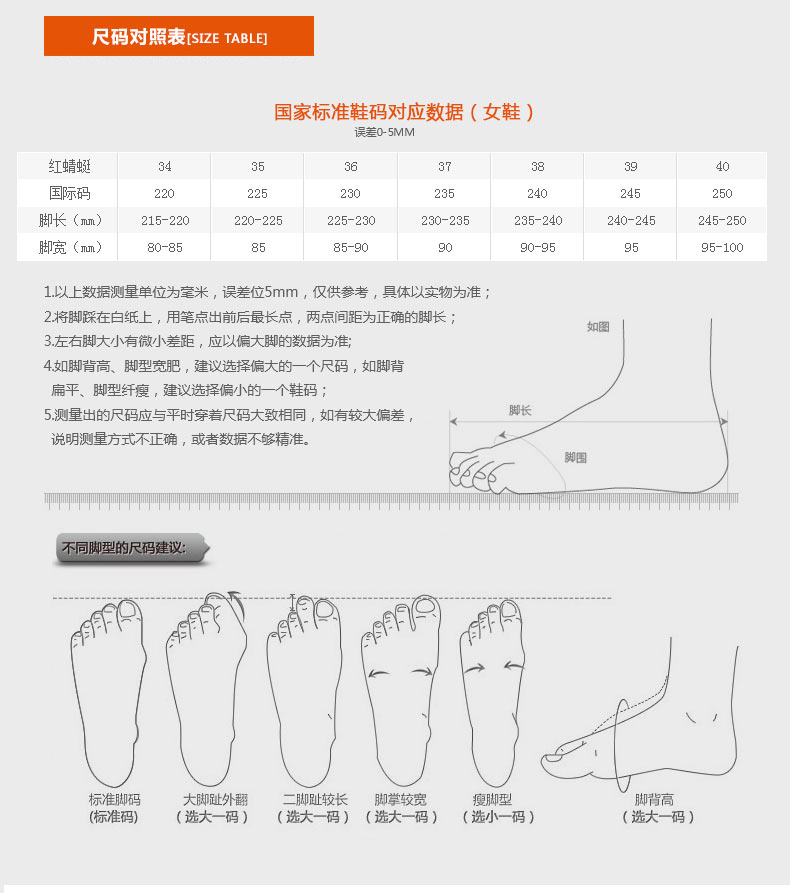 尺码对照表[SIZE TABLE]
国家标准鞋码对应数据（女鞋）
误差0-5MM
红蜻蜓 34 35 36 37 38 39 40
国际码 220 225 230 235 240 245 250
脚长（mm） 215-220 220-225 225-230 230-235 235-240 240-245 245-250
脚宽（mm） 80-85 85 85-90 90 90-95 95 95-100
1.以上数据测量单位为毫米，误差位5mm，仅供参考，具体以实物为准；
2.将脚踩在白纸上，用笔点出前后最长点，两点间距为正确的脚长；
3.左右脚大小有微小差距，应以偏大脚的数据为准;
4.如脚背高、脚型宽肥，建议选择偏大的一个尺码，如脚背
扁平、脚型纤瘦，建议选择偏小的一个鞋码；
5.测量出的尺码应与平时穿着尺码大致相同，如有较大偏差，
说明测量方式不正确，或者数据不够精准。
如图
脚长
脚围
不同脚型的尺码建议:
标准脚码 大脚趾外翻 二脚趾较长 脚掌较宽 瘦脚型 脚背高
(标准码) （选大一码） （选大一码） （选大一码） （选小一码） （选大一码）